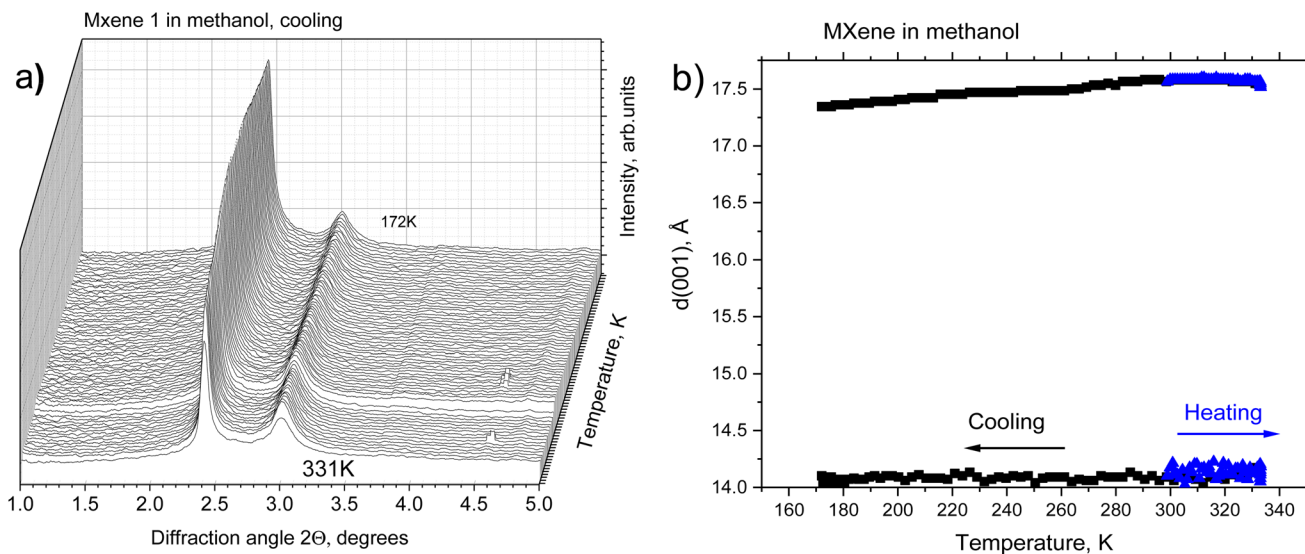 Mxene 1 in methanol, cooling
a)
172K
331K
Intensity, arb.units
Temperature, K
1.0 1.5 2.0 2.5 3.0 3.5 4.0 4.5 5.0
Diffraction angle 2Θ, degrees
MXene in methanol
b)
17.5
17.0
16.5
16.0
15.5
15.0
14.5
14.0
d(001), Å
Cooling
Heating
160 180 200 220 240 260 280 300 320 340
Temperature, K